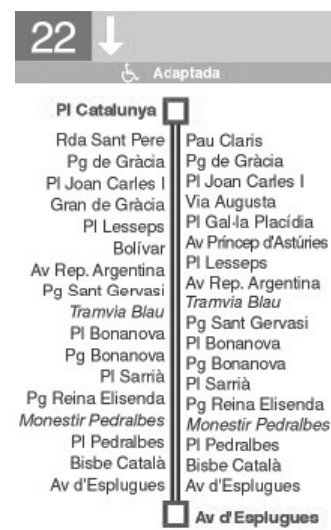 22
Adaptada
Pl Catalunya
Rda Sant Pere
Pg de Gràcia
Pl Joan Carles I
Gran de Gràcia
Pl Lesseps
Bolívar
Av Rep. Argentina
Pg Sant Gervasi
Tramvia Blau
Pl Bonanova
Pg Bonanova
Pl Sarrià
Pg Reina Elisenda
Monestir Pedralbes
Pl Pedralbes
Bisbe Català
Av d'Esplugues
Pau Claris
Pg de Gràcia
Pl Joan Carles I
Via Augusta
Pl Gal·la Placídia
Av Príncep d'Astúries
Pl Lesseps
Av Rep. Argentina
Tramvia Blau
Pg Sant Gervasi
Pl Bonanova
Pg Bonanova
Pl Sarrià
Pg Reina Elisenda
Monestir Pedralbes
Pl Pedralbes
Bisbe Català
Av d'Esplugues
Av d'Esplugues